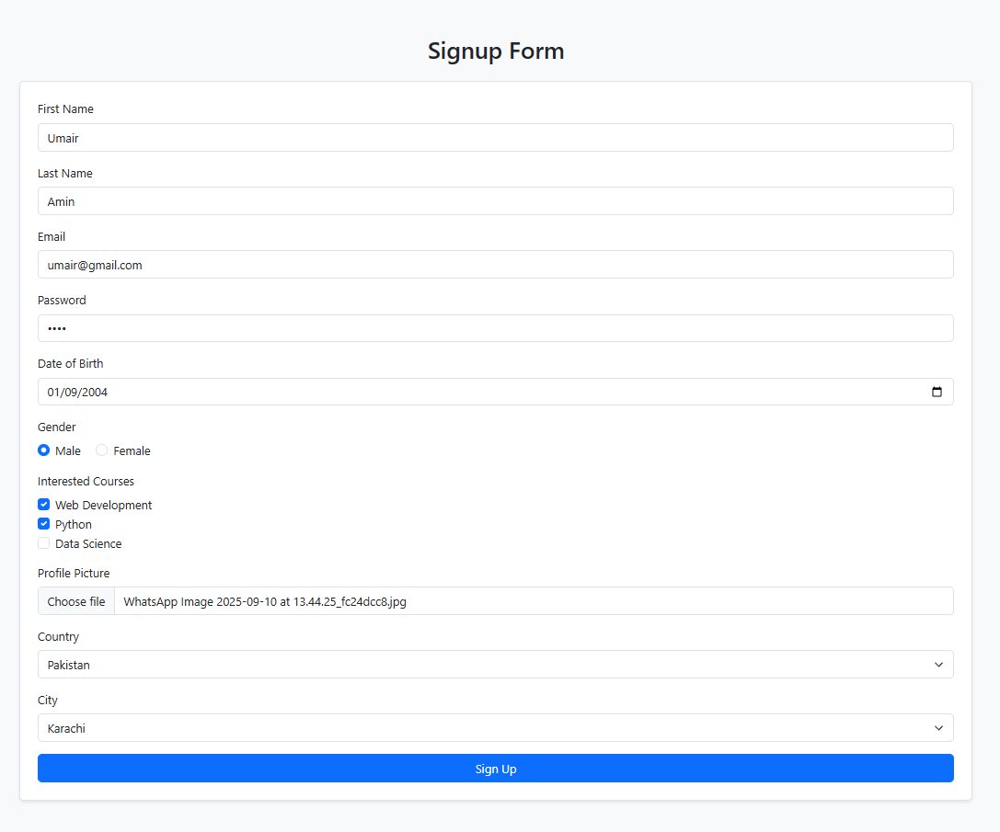 Signup Form
First Name
Umair
Last Name
Amin
Email
umair@gmail.com
Password
••••
Date of Birth
01/09/2004
Gender
Male Female
Interested Courses
Web Development
Python
Data Science
Profile Picture
Choose file WhatsApp Image 2025-09-10 at 13.44.25_fc24dcc8.jpg
Country
Pakistan
City
Karachi
Sign Up